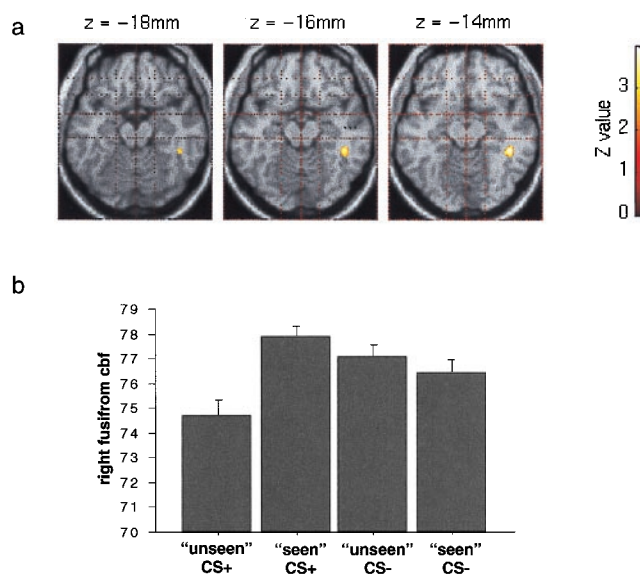 a
z = -18mm z = -16mm z = -14mm
3
2
1
0
Z value
b
79
78
77
76
75
74
73
72
71
70
right fusifrom cbf
"unseen" "seen" "unseen" "seen"
CS+ CS+ CS- CS-